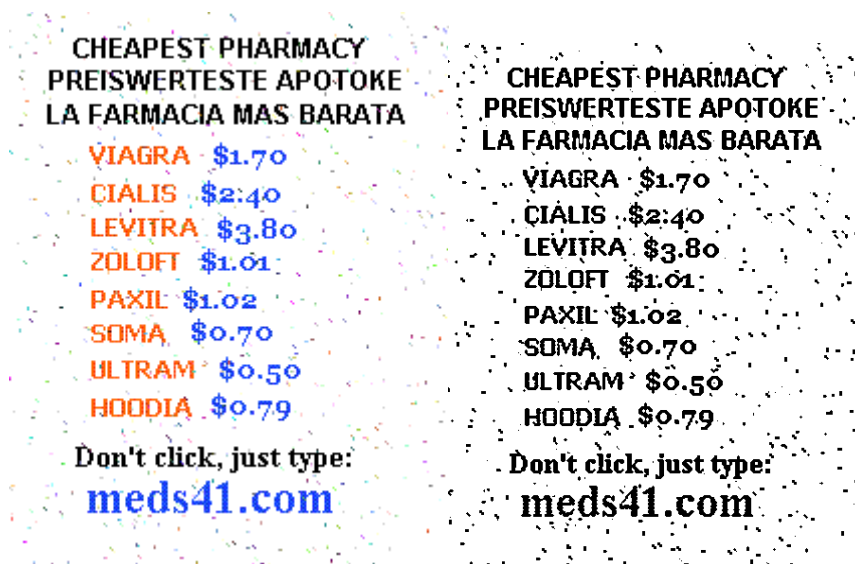 CHEAPEST PHARMACY
PREISWERTESTE APOTOKE
LA FARMACIA MAS BARATA
VIAGRA $1.70
CIALIS $2.40
LEVITRA $3.80
ZOLOFT $1.01
PAXIL $1.02
SOMA $0.70
ULTRAM $0.50
HOODIA $0.79
Don't click, just type:
meds41.com
CHEAPEST PHARMACY
PREISWERTESTE APOTOKE
LA FARMACIA MAS BARATA
VIAGRA $1.70
CIALIS $2.40
LEVITRA $3.80
ZOLOFT $1.01
PAXIL $1.02
SOMA $0.70
ULTRAM $0.50
HOODIA $0.79
Don't click, just type:
meds41.com